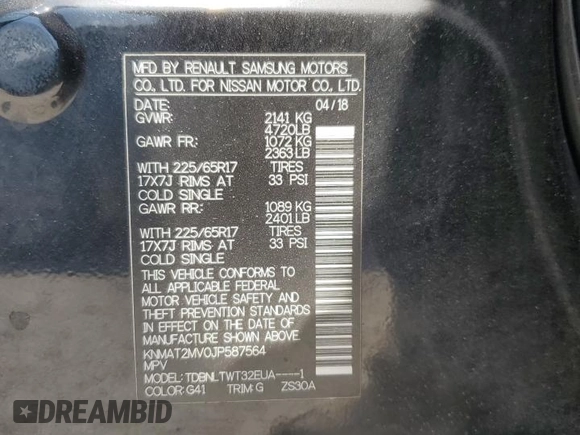 MFD BY RENAULT SAMSUNG MOTORS
CO., LTD. FOR NISSAN MOTOR CO., LTD.
DATE: 04/18
GVWR: 2141 KG
4720LB
GAWR FR: 1072 KG
2363LB
WITH 225/65R17 TIRES
17X7J RIMS AT 33 PSI
COLD SINGLE
GAWR RR: 1089 KG
2401LB
WITH 225/65R17 TIRES
17X7J RIMS AT 33 PSI
COLD SINGLE
THIS VEHICLE CONFORMS TO
ALL APPLICABLE FEDERAL
MOTOR VEHICLE SAFETY AND
THEFT PREVENTION STANDARDS
IN EFFECT ON THE DATE OF
MANUFACTURE SHOWN ABOVE.
KNMAT2MV0JP587564
MPV
MODEL: TDBNLTWT32EUA----1
COLOR: G41 TRIM: G ZS30A
DREAMBID
DREAMBID